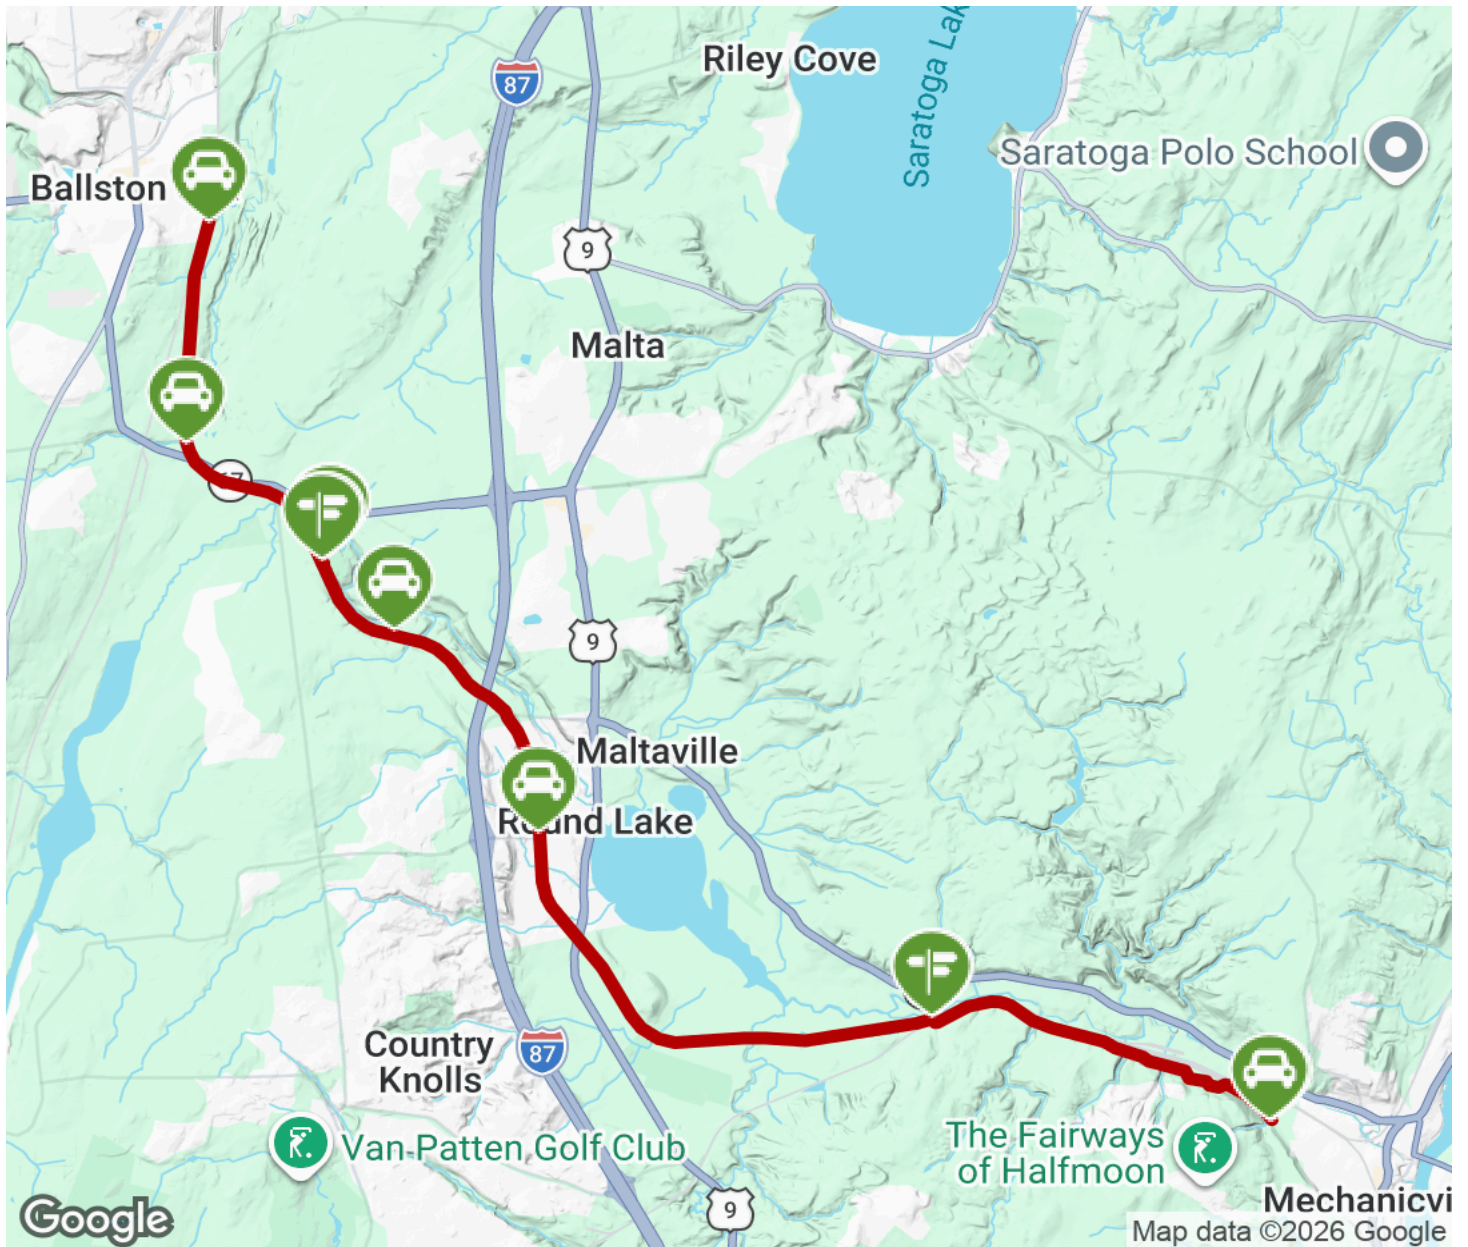 Riley Cove
Saratoga Lak
87
Saratoga Polo School
Ballston
9
Malta
7
9
Maltaville
Round Lake
Country
Knolls
87
Van Patten Golf Club
The Fairways
of Halfmoon
9
Mechanicvi
Google
Map data ©2026 Google